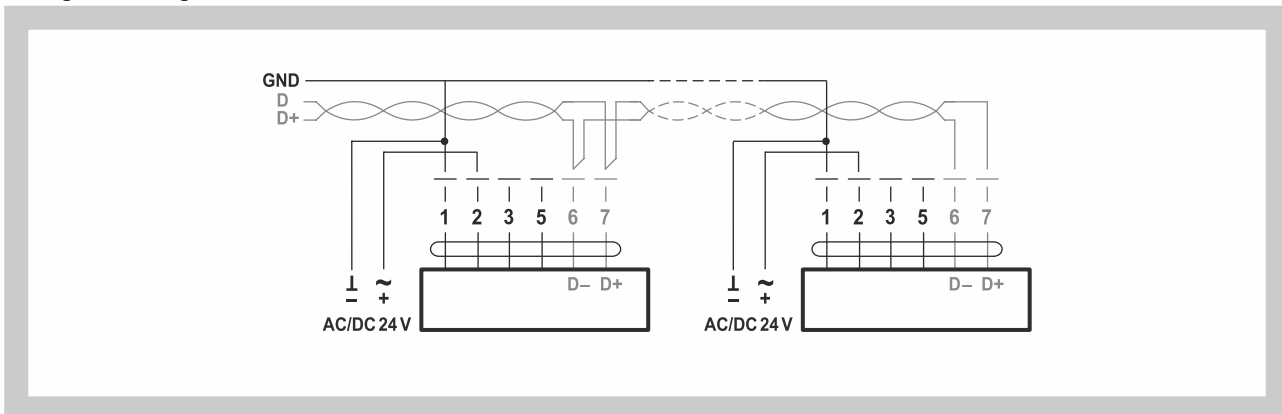 GND
D
D+
1 2 3 5 6 7
1 2 3 5 6 7
D– D+
D– D+
⊥ ~
– +
AC/DC 24 V
⊥ ~
– +
AC/DC 24 V